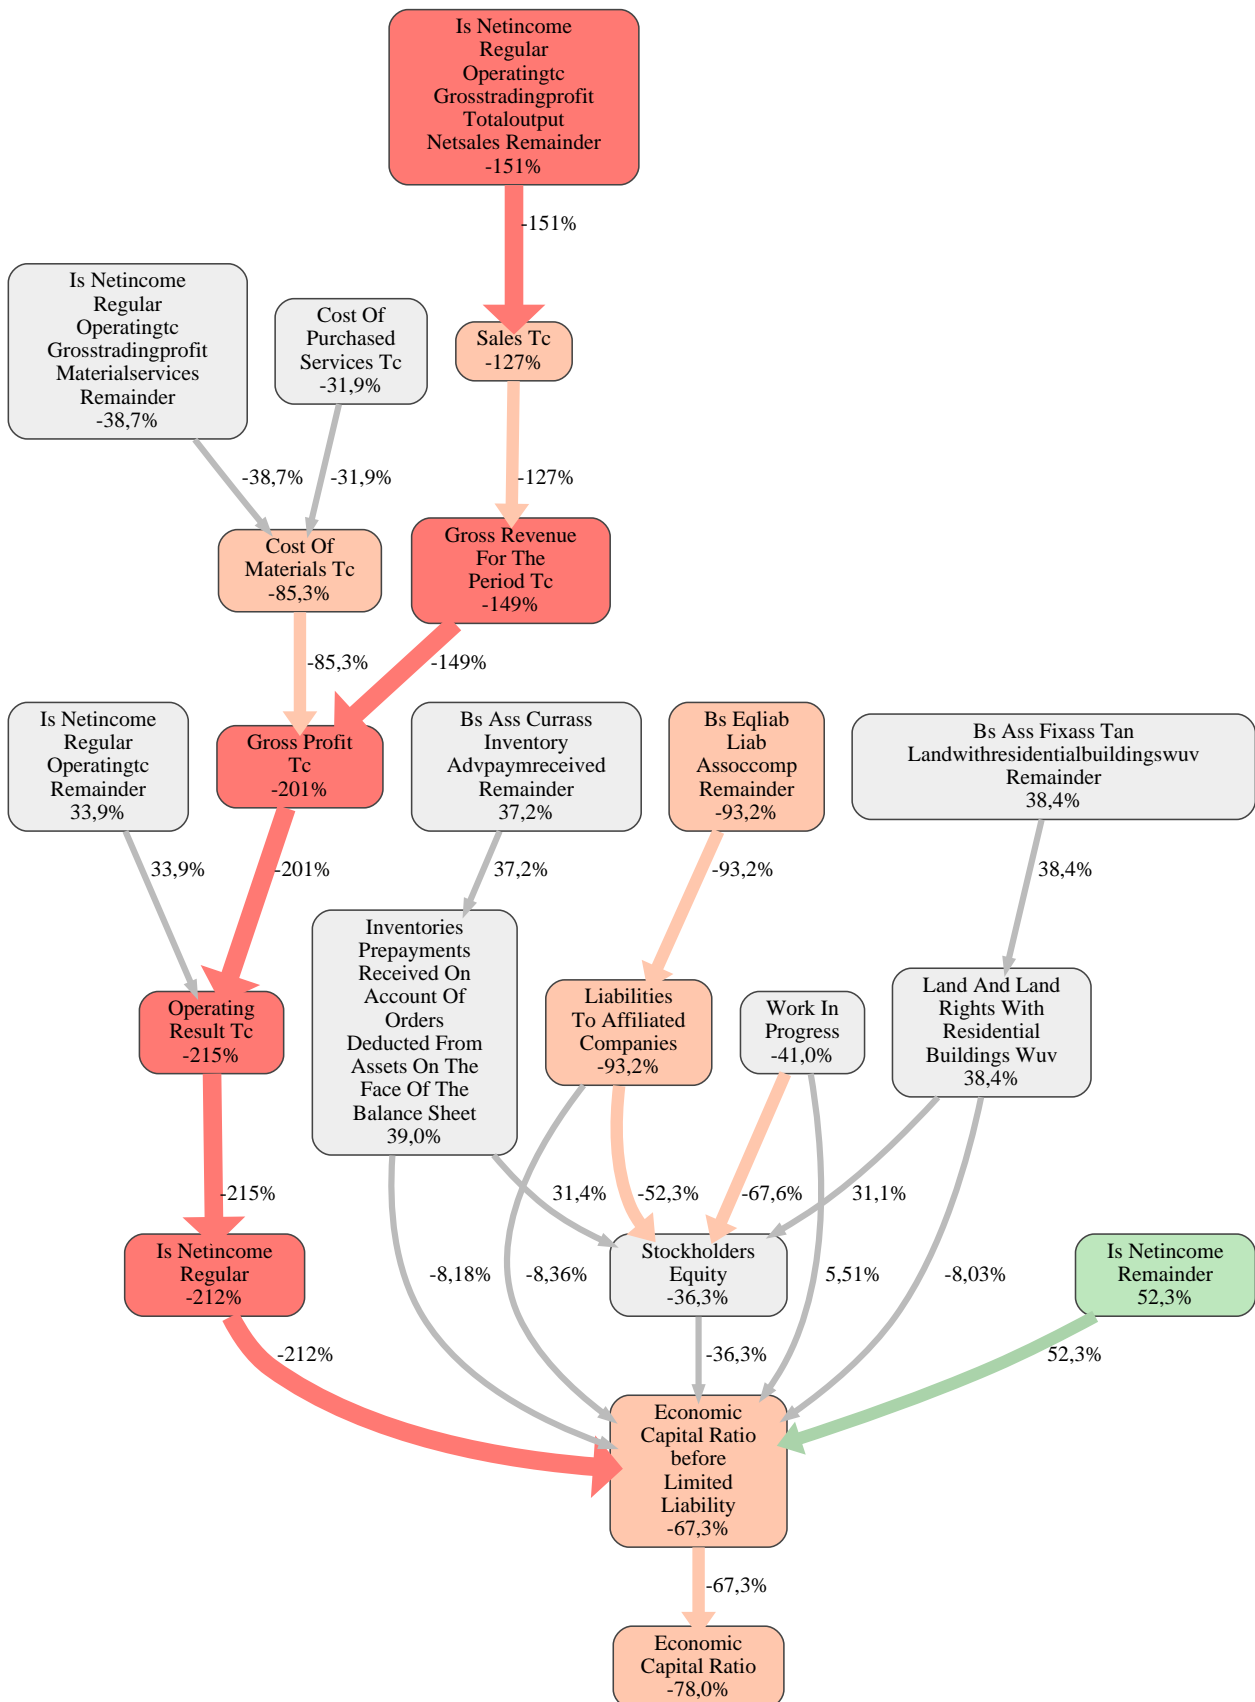 Is Netincome
Regular
Operatingtc
Grosstradingprofit
Totaloutput
Netsales Remainder
-151%
-151%
Is Netincome
Regular
Operatingtc
Grosstradingprofit
Materialservices
Remainder
-38,7%
Cost Of
Purchased
Services Tc
-31,9%
Sales Tc
-127%
-38,7%
-31,9%
-127%
Cost Of
Materials Tc
-85,3%
Gross Revenue
For The
Period Tc
-149%
-85,3%
-149%
Is Netincome
Regular
Operatingtc
Remainder
33,9%
Gross Profit
Tc
-201%
Bs Ass Currass
Inventory
Advpaymreceived
Remainder
37,2%
Bs Eqliab
Liab
Assoccomp
Remainder
-93,2%
Bs Ass Fixass Tan
Landwithresidentialbuildingswuv
Remainder
38,4%
33,9%
-201%
37,2%
-93,2%
38,4%
Operating
Result Tc
-215%
Inventories
Prepayments
Received On
Account Of
Orders
Deducted From
Assets On The
Face Of The
Balance Sheet
39,0%
Liabilities
To Affiliated
Companies
-93,2%
Work In
Progress
-41,0%
Land And Land
Rights With
Residential
Buildings Wuv
38,4%
-215%
31,4%
-52,3%
-67,6%
31,1%
Is Netincome
Regular
-212%
-8,18%
-8,36%
Stockholders
Equity
-36,3%
5,51%
-8,03%
Is Netincome
Remainder
52,3%
-212%
-36,3%
52,3%
Economic
Capital Ratio
before
Limited
Liability
-67,3%
-67,3%
Economic
Capital Ratio
-78,0%